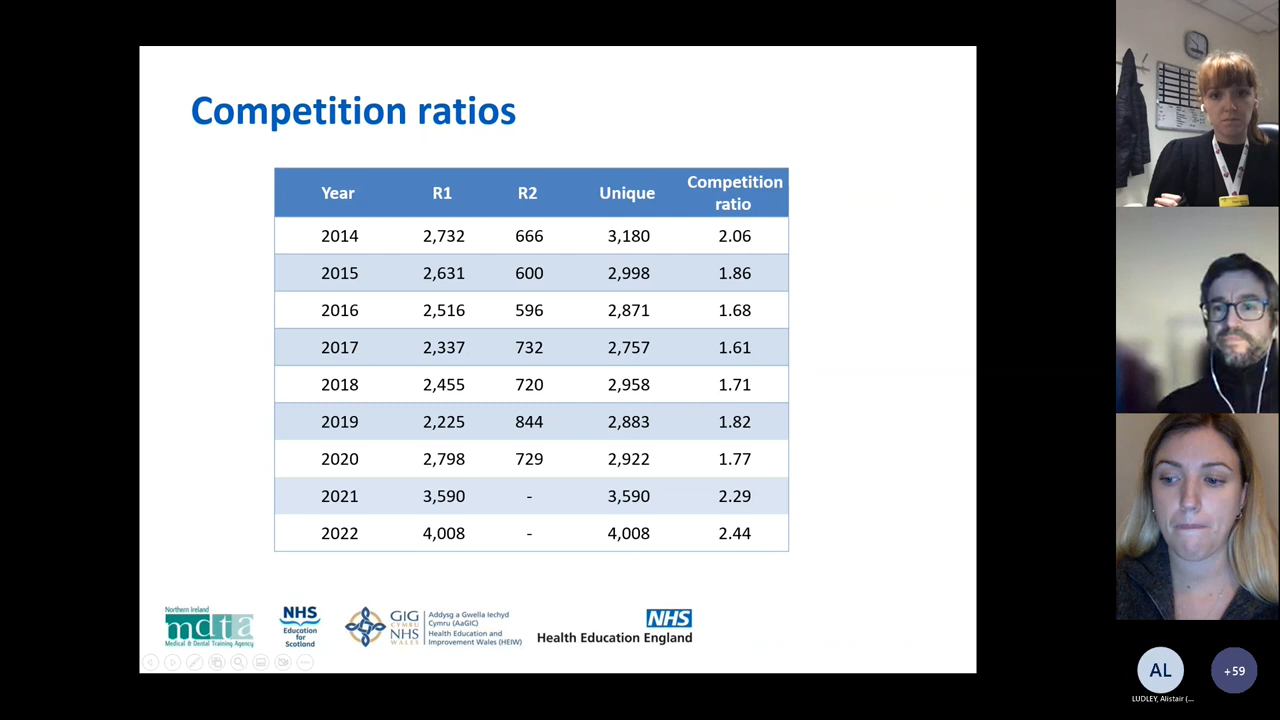 Competition ratios
Year R1 R2 Unique Competition ratio
2014 2,732 666 3,180 2.06
2015 2,631 600 2,998 1.86
2016 2,516 596 2,871 1.68
2017 2,337 732 2,757 1.61
2018 2,455 720 2,958 1.71
2019 2,225 844 2,883 1.82
2020 2,798 729 2,922 1.77
2021 3,590 - 3,590 2.29
2022 4,008 - 4,008 2.44
Northern Ireland
mdta
Medical & Dental Training Agency
NHS
Education
for
Scotland
GIG
CYMRU
NHS
WALES
Addysg a Gwella Iechyd
Cymru (AaGIC)
Health Education and
Improvement Wales (HEIW)
NHS
Health Education England
AL
+59
LUDLEY, Alistair (...